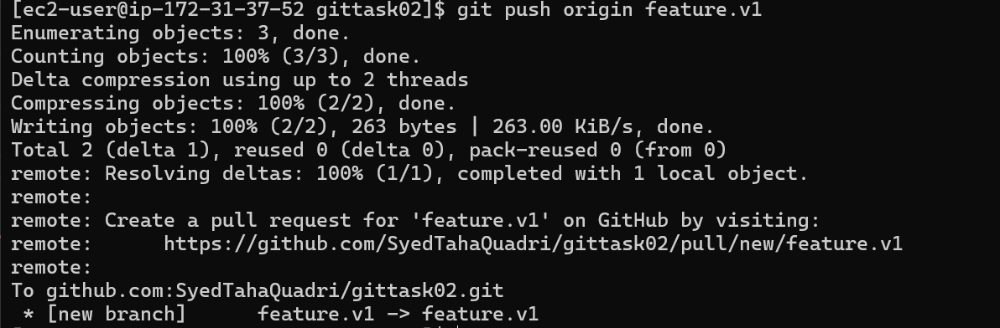 [ec2-user@ip-172-31-37-52 gittask02]$ git push origin feature.v1
Enumerating objects: 3, done.
Counting objects: 100% (3/3), done.
Delta compression using up to 2 threads
Compressing objects: 100% (2/2), done.
Writing objects: 100% (2/2), 263 bytes | 263.00 KiB/s, done.
Total 2 (delta 1), reused 0 (delta 0), pack-reused 0 (from 0)
remote: Resolving deltas: 100% (1/1), completed with 1 local object.
remote:
remote: Create a pull request for 'feature.v1' on GitHub by visiting:
remote:      https://github.com/SyedTahaQuadri/gittask02/pull/new/feature.v1
remote:
To github.com:SyedTahaQuadri/gittask02.git
 * [new branch]      feature.v1 -> feature.v1